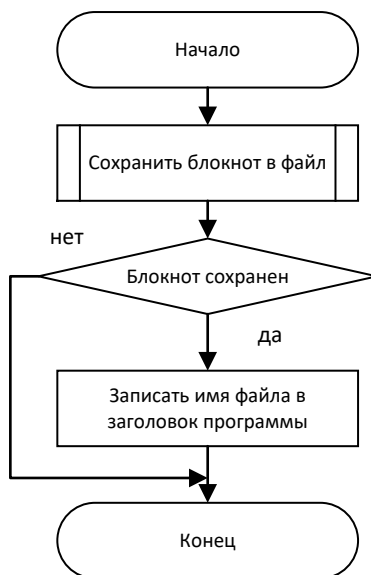 Начало
Сохранить блокнот в файл
нет
Блокнот сохранен
да
Записать имя файла в
заголовок программы
Конец